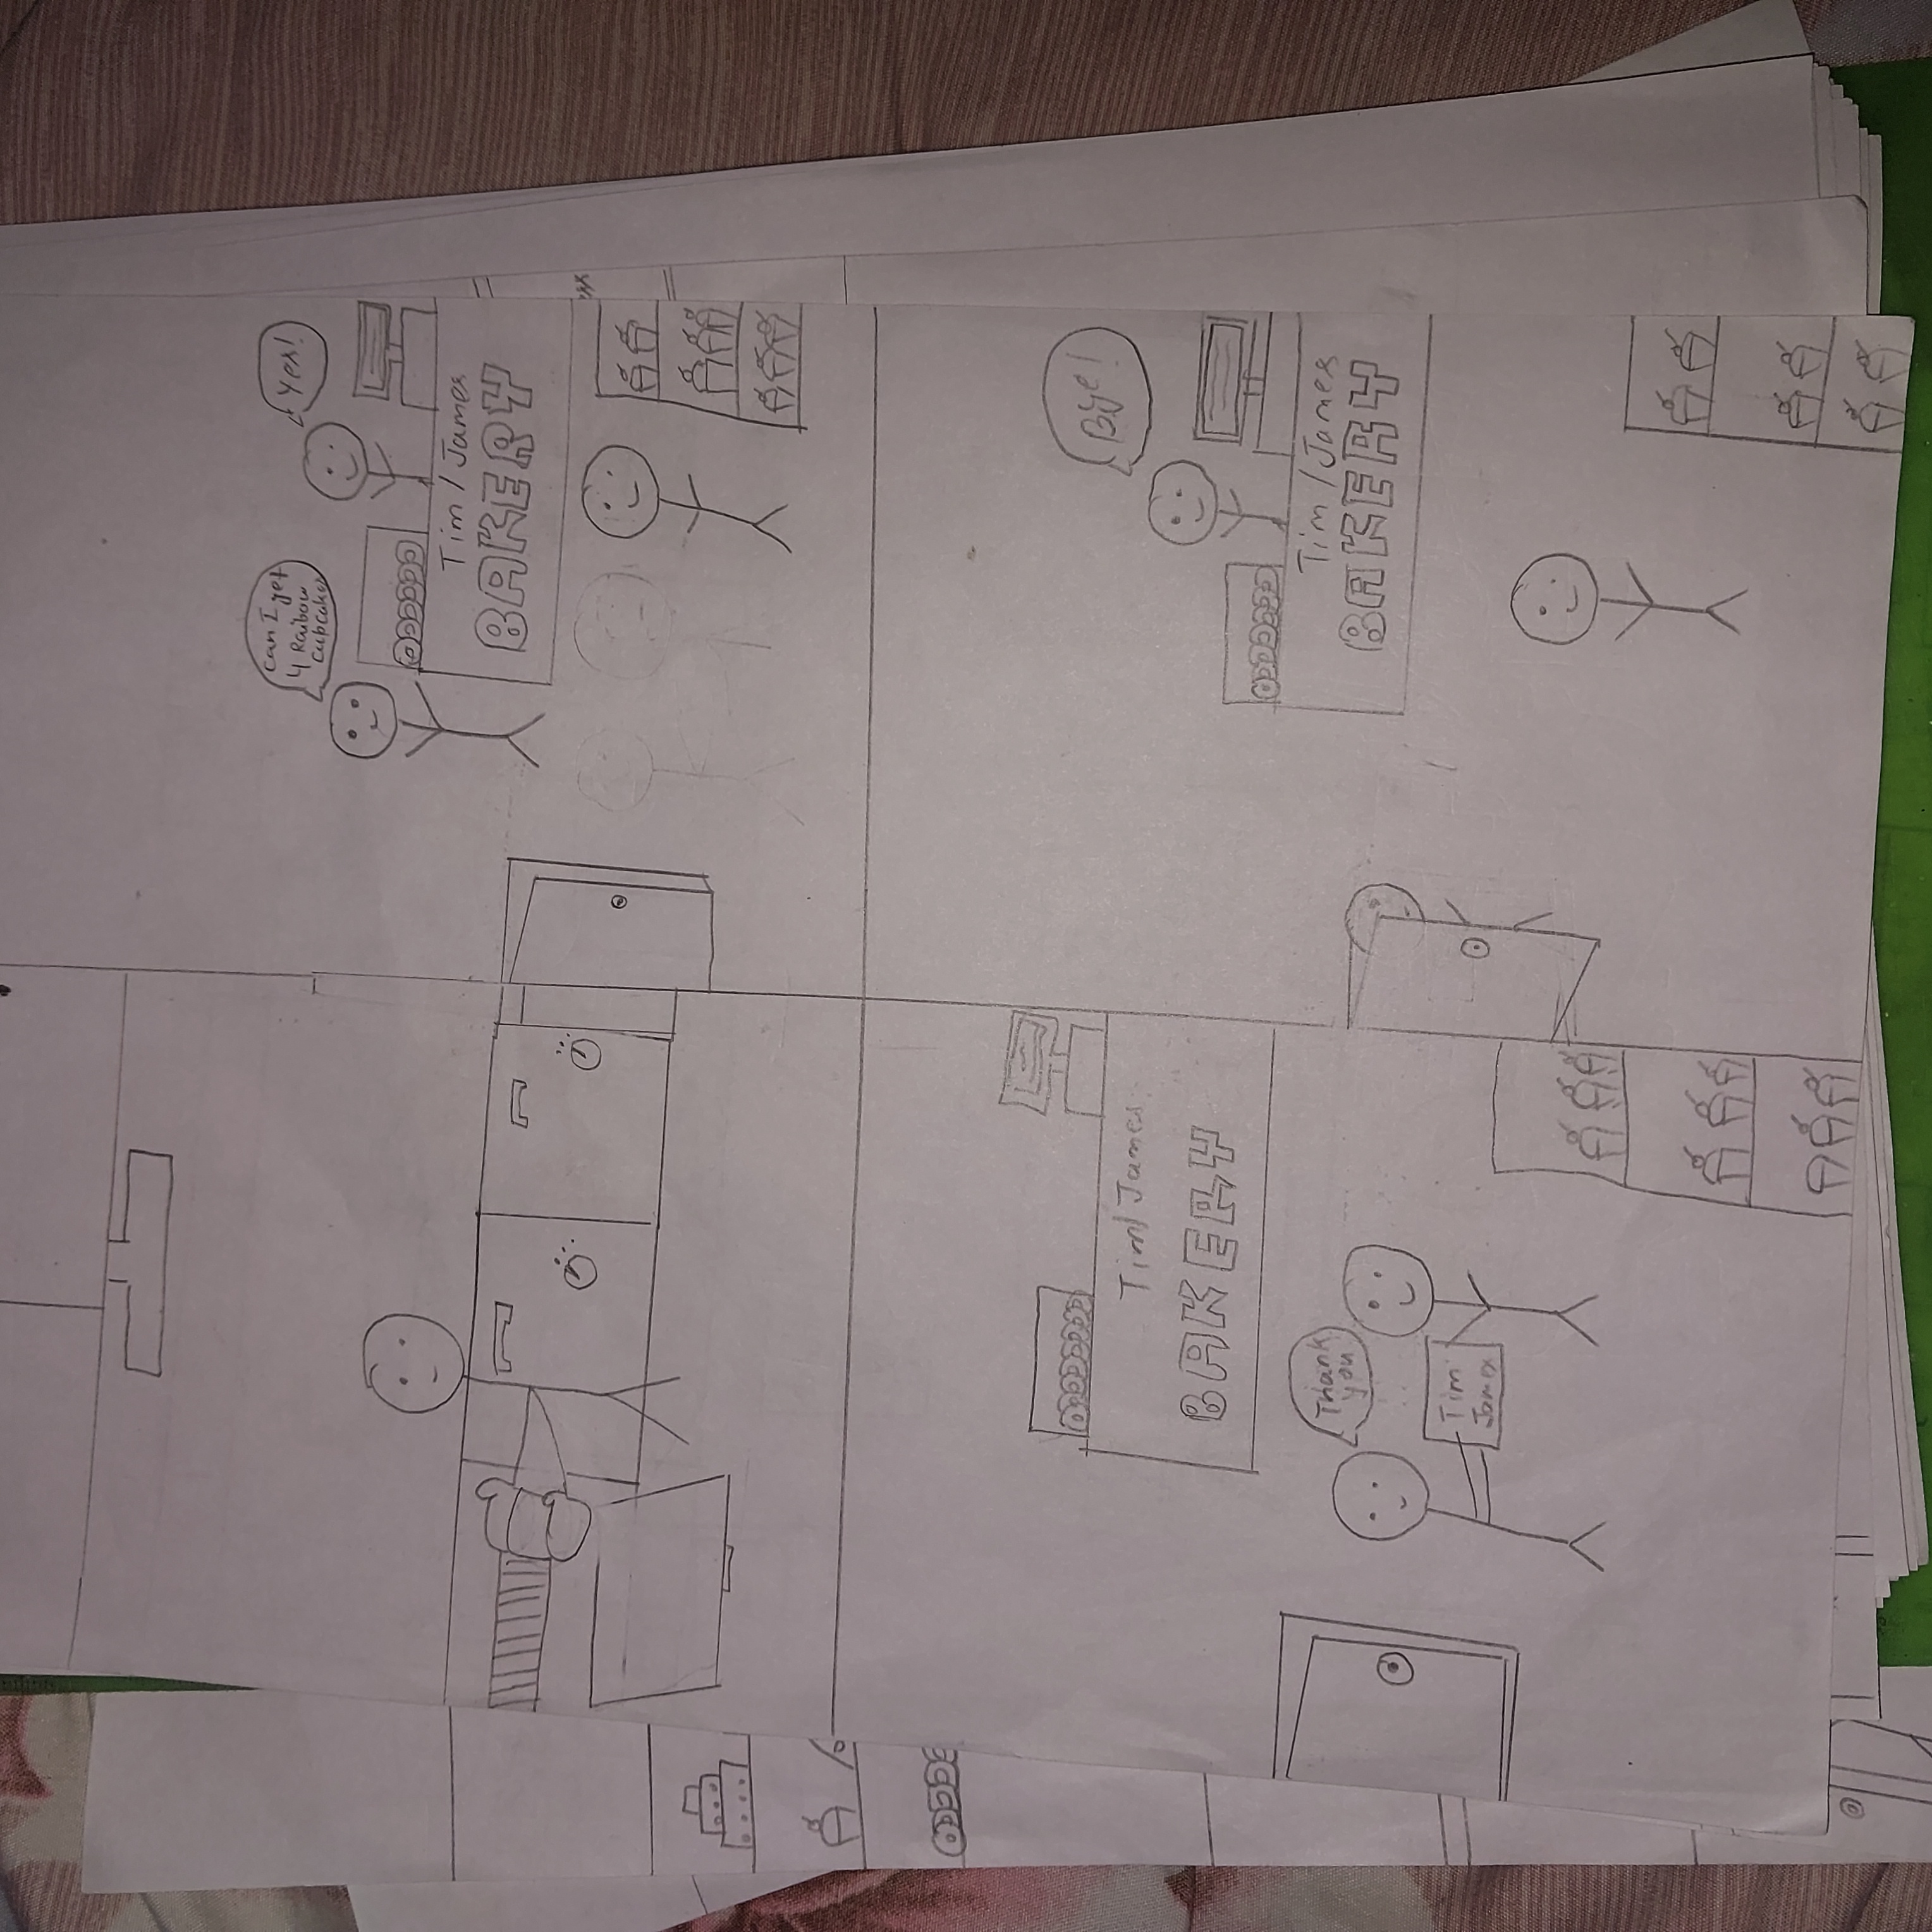 Can I get
4 Raibow
Cupcakes
Yes!
Tim / James
BAKERY
Tim/ James
BAKERY
Thank
you
Tim
James
Bye!
Tim / James
BAKERY